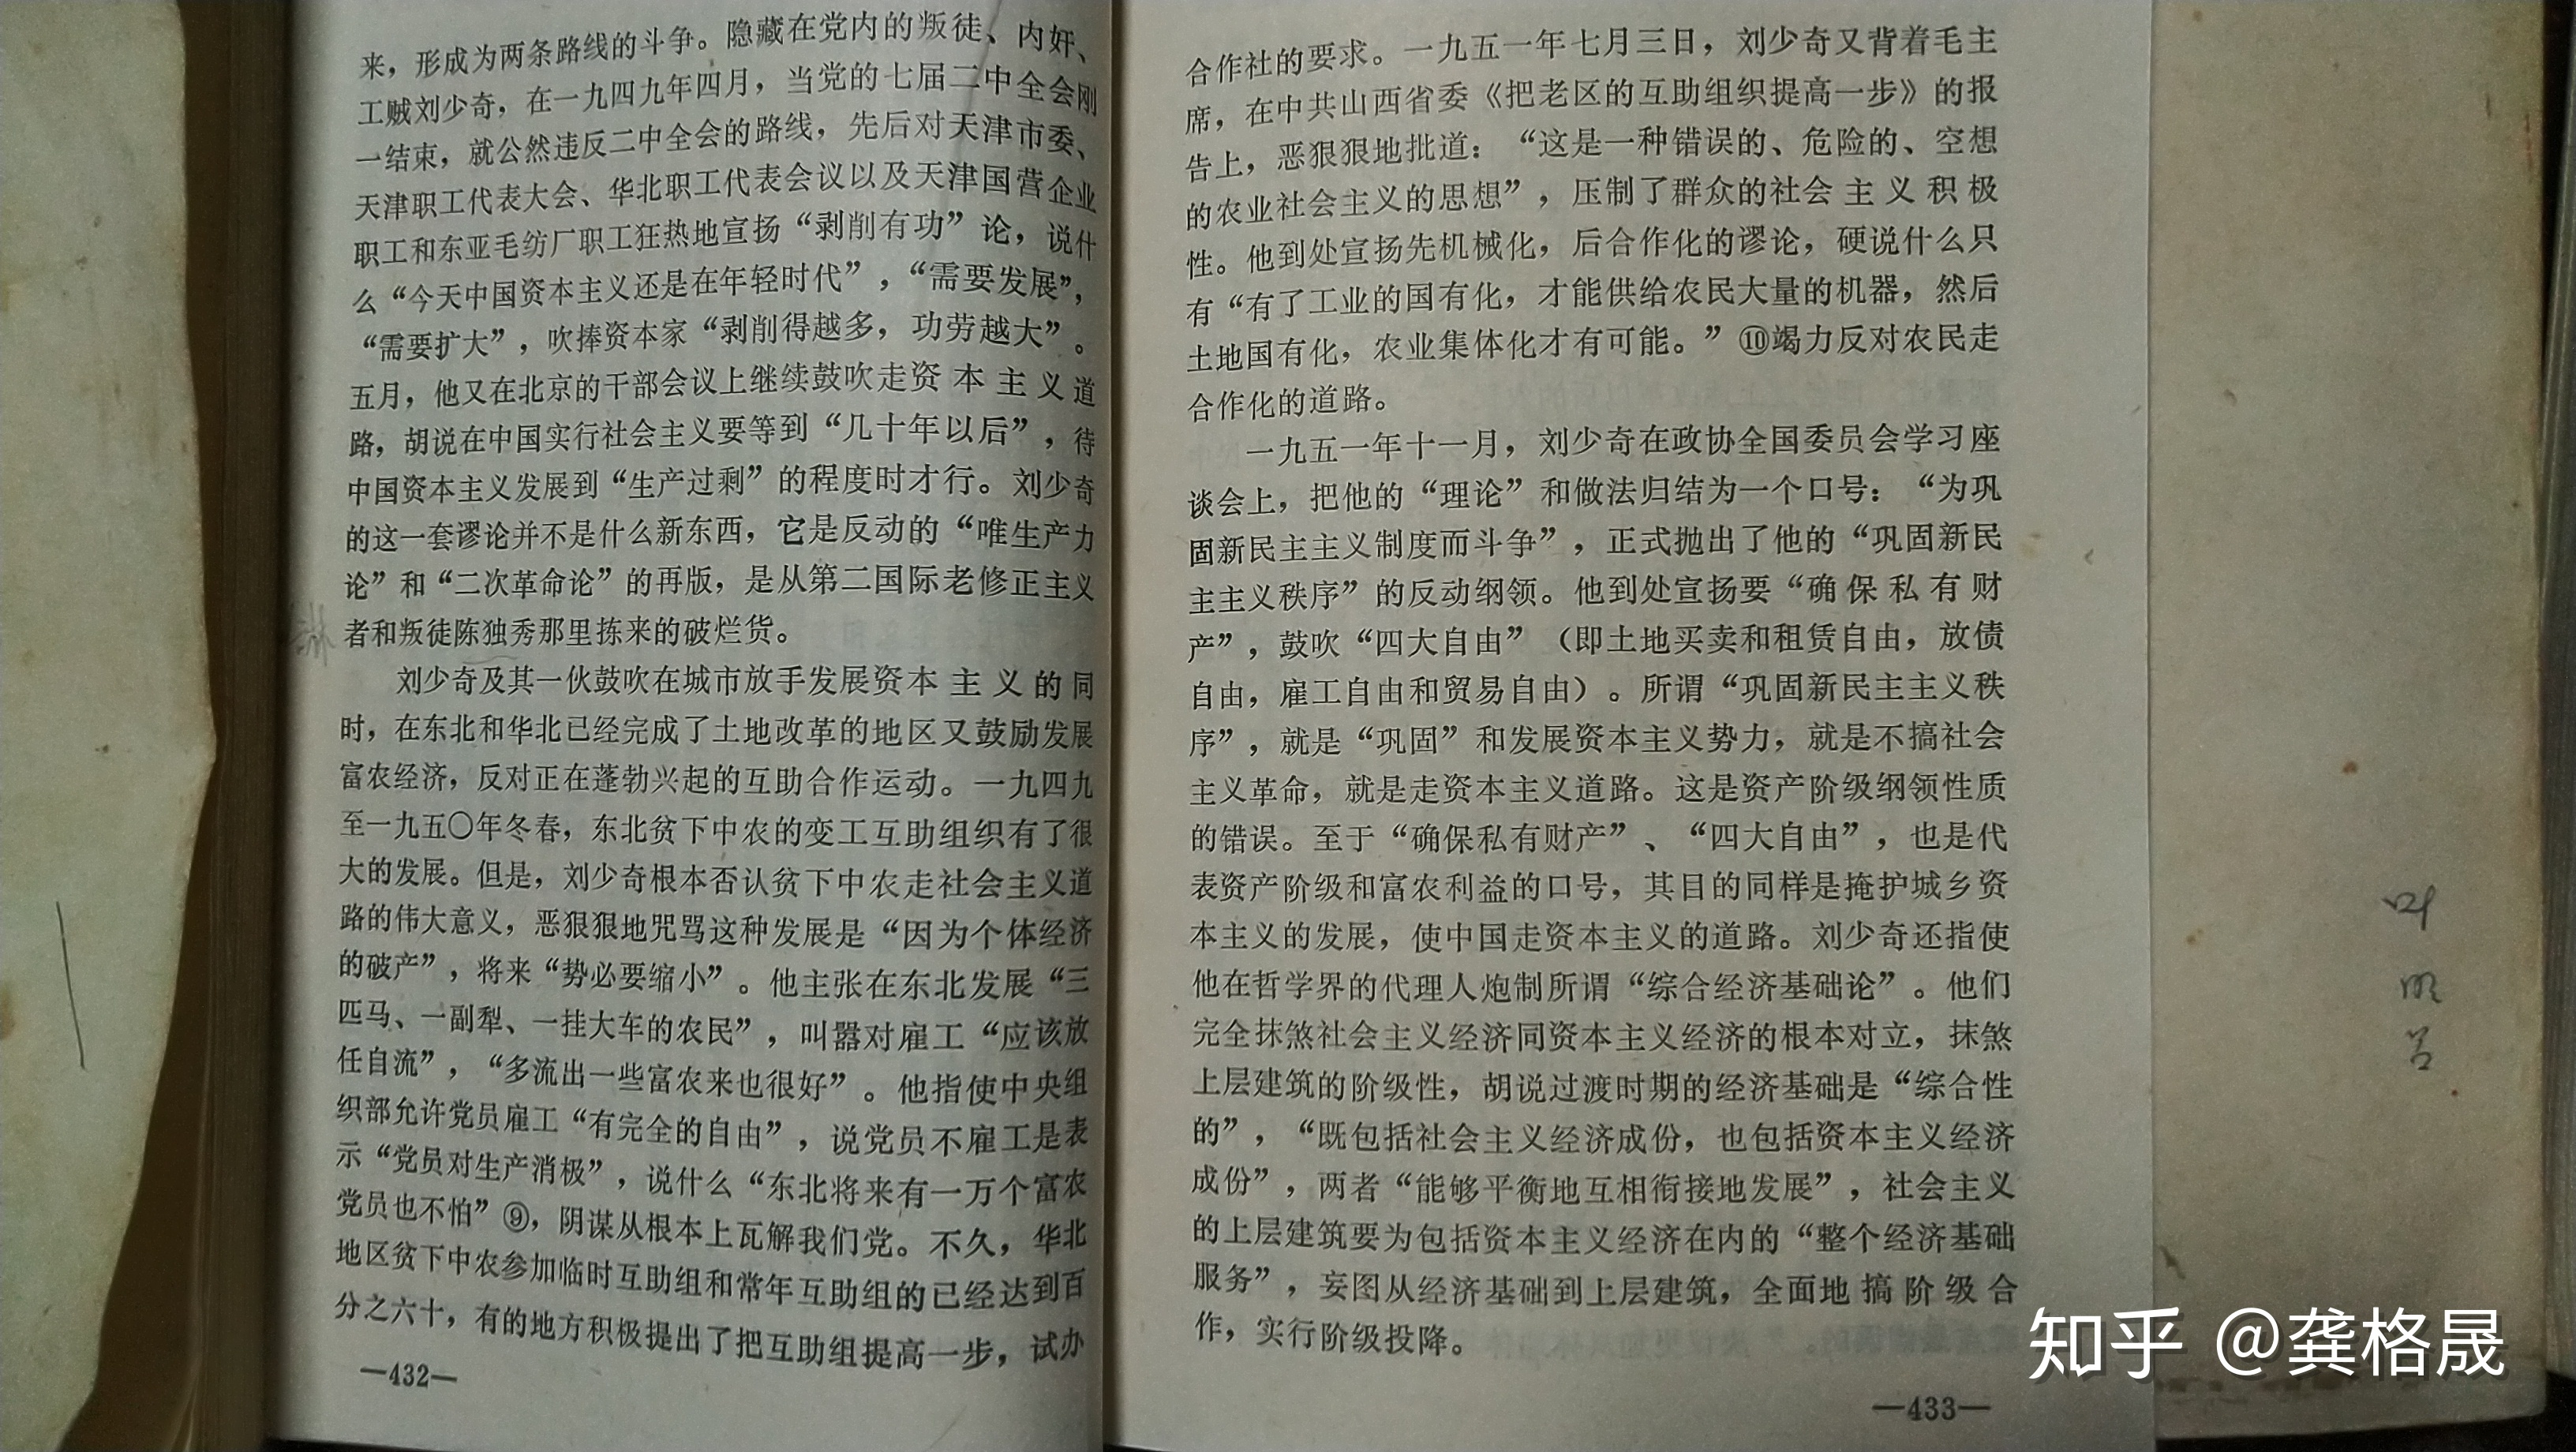 来，形成为两条路线的斗争。隐藏在党内的叛徒、内奸、
工贼刘少奇，在一九四九年四月，当党的七届二中全会刚
一结束，就公然违反二中全会的路线，先后对天津市委、
天津职工代表大会、华北职工代表会议以及天津国营企业
职工和东亚毛纺厂职工狂热地宣扬“剥削有功”论，说什
么“今天中国资本主义还是在年轻时代”，“需要发展”，
“需要扩大”，吹捧资本家“剥削得越多，功劳越大”。
五月，他又在北京的干部会议上继续鼓吹走资本主义道
路，胡说在中国实行社会主义要等到“几十年以后”，待
中国资本主义发展到“生产过剩”的程度时才行。刘少奇
的这一套谬论并不是什么新东西，它是反动的“唯生产力
论”和“二次革命论”的再版，是从第二国际老修正主义
者和叛徒陈独秀那里拣来的破烂货。
刘少奇及其一伙鼓吹在城市放手发展资本主义的同
时，在东北和华北已经完成了土地改革的地区又鼓励发展
富农经济，反对正在蓬勃兴起的互助合作运动。一九四九
至一九五〇年冬春，东北贫下中农的变工互助组织有了很
大的发展。但是，刘少奇根本否认贫下中农走社会主义道
路的伟大意义，恶狠狠地咒骂这种发展是“因为个体经济
的破产”，将来“势必要缩小”。他主张在东北发展“三
匹马、一副犁、一挂大车的农民”，叫嚣对雇工“应该放
任自流”，“多流出一些富农来也很好”。他指使中央组
织部允许党员雇工“有完全的自由”，说党员不雇工是表
示“党员对生产消极”，说什么“东北将来有一万个富农
党员也不怕”⑨，阴谋从根本上瓦解我们党。不久，华北
地区贫下中农参加临时互助组和常年互助组的已经达到百
分之六十，有的地方积极提出了把互助组提高一步，试办
—432—
合作社的要求。一九五一年七月三日，刘少奇又背着毛主
席，在中共山西省委《把老区的互助组织提高一步》的报
告上，恶狠狠地批道：“这是一种错误的、危险的、空想
的农业社会主义的思想”，压制了群众的社会主义积极
性。他到处宣扬先机械化，后合作化的谬论，硬说什么只
有“有了工业的国有化，才能供给农民大量的机器，然后
土地国有化，农业集体化才有可能。”⑩竭力反对农民走
合作化的道路。
一九五一年十一月，刘少奇在政协全国委员会学习座
谈会上，把他的“理论”和做法归结为一个口号：“为巩
固新民主主义制度而斗争”，正式抛出了他的“巩固新民
主主义秩序”的反动纲领。他到处宣扬要“确保私有财
产”，鼓吹“四大自由”（即土地买卖和租赁自由，放债
自由，雇工自由和贸易自由）。所谓“巩固新民主主义秩
序”，就是“巩固”和发展资本主义势力，就是不搞社会
主义革命，就是走资本主义道路。这是资产阶级纲领性质
的错误。至于“确保私有财产”、“四大自由”，也是代
表资产阶级和富农利益的口号，其目的同样是掩护城乡资
本主义的发展，使中国走资本主义的道路。刘少奇还指使
他在哲学界的代理人炮制所谓“综合经济基础论”。他们
完全抹煞社会主义经济同资本主义经济的根本对立，抹煞
上层建筑的阶级性，胡说过渡时期的经济基础是“综合性
的”，“既包括社会主义经济成份，也包括资本主义经济
成份”，两者“能够平衡地互相衔接地发展”，社会主义
的上层建筑要为包括资本主义经济在内的“整个经济基础
服务”，妄图从经济基础到上层建筑，全面地搞阶级合
作，实行阶级投降。
—433—
知乎 @龚格晟